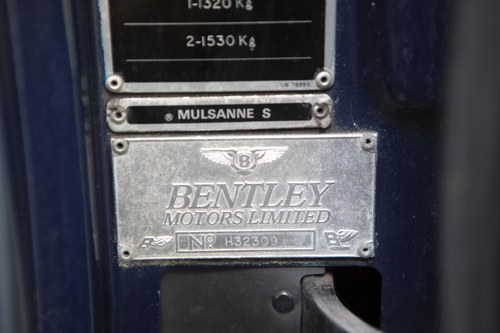 1-1320 Kg
2-1530 Kg
® MULSANNE S
B
BENTLEY
MOTORS LIMITED
R B
No H32309